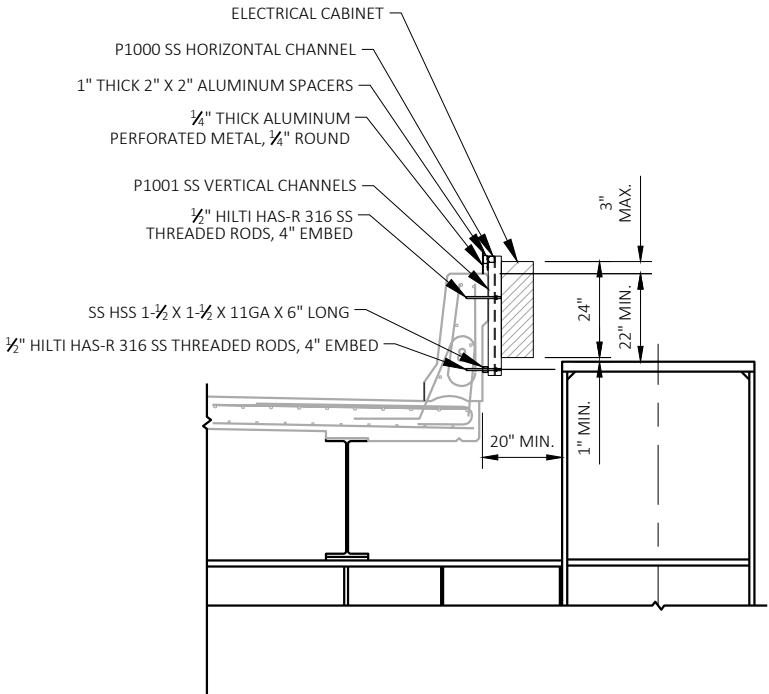 ELECTRICAL CABINET
P1000 SS HORIZONTAL CHANNEL
1" THICK 2" X 2" ALUMINUM SPACERS
¼" THICK ALUMINUM
PERFORATED METAL, ¼" ROUND
P1001 SS VERTICAL CHANNELS
½" HILTI HAS-R 316 SS
THREADED RODS, 4" EMBED
SS HSS 1-½ X 1-½ X 11GA X 6" LONG
½" HILTI HAS-R 316 SS THREADED RODS, 4" EMBED
3"
MAX.
24"
22" MIN.
20" MIN.
1" MIN.